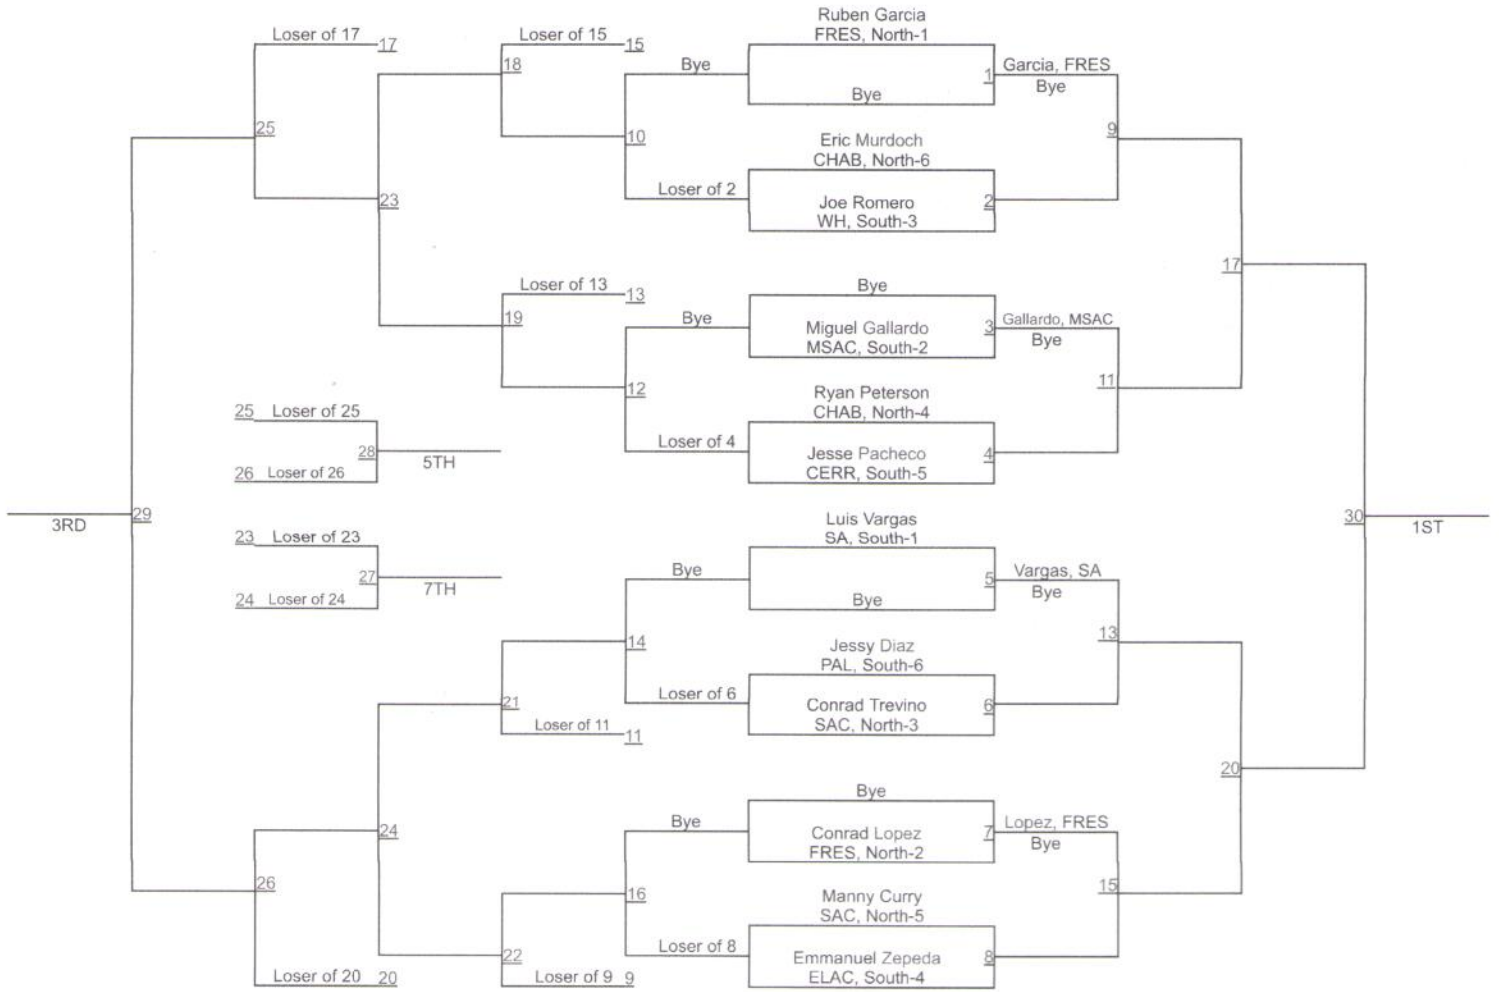 Ruben Garcia
FRES, North-1
Loser of 17
17
Loser of 15
15
18
Bye
Bye
1
Garcia, FRES
Bye
25
10
Eric Murdoch
CHAB, North-6
9
Loser of 2
23
Joe Romero
WH, South-3
2
17
Loser of 13
13
Bye
19
Bye
Miguel Gallardo
MSAC, South-2
3
Gallardo, MSAC
Bye
12
Ryan Peterson
CHAB, North-4
11
25
Loser of 25
28
5TH
26
Loser of 26
Loser of 4
Jesse Pacheco
CERR, South-5
4
3RD
29
Luis Vargas
SA, South-1
30
1ST
23
Loser of 23
27
7TH
24
Loser of 24
Bye
Bye
5
Vargas, SA
Bye
14
Jessy Diaz
PAL, South-6
13
21
Loser of 6
Conrad Trevino
SAC, North-3
6
Loser of 11
11
20
Bye
24
Bye
Conrad Lopez
FRES, North-2
7
Lopez, FRES
Bye
26
16
Manny Curry
SAC, North-5
15
22
Loser of 8
Emmanuel Zepeda
ELAC, South-4
8
Loser of 20
20
Loser of 9
9